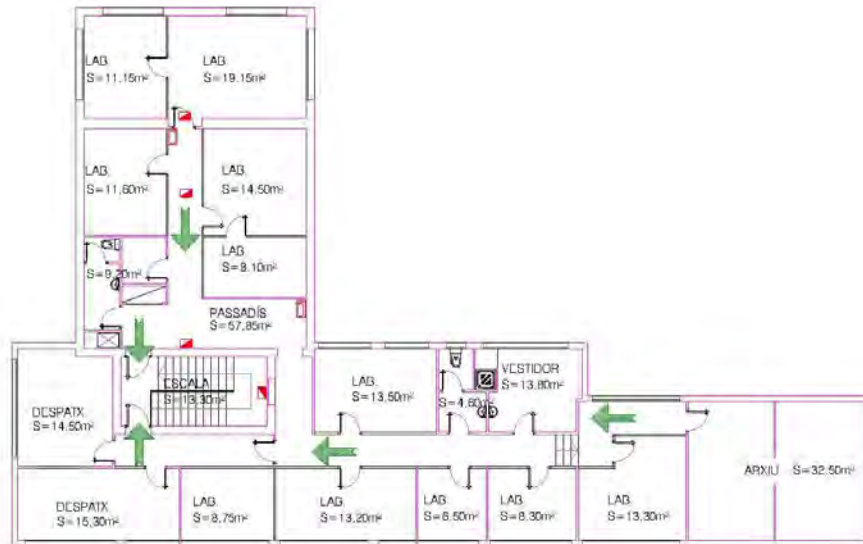 LAB.
S=11,15m²
LAB.
S=19,15m²
LAB.
S=11,60m²
LAB.
S=14,50m²
LAB.
S=8,10m²
S=9,20m²
PASSADÍS
S=57,85m²
ESCALA
S=13,30m²
DESPATX.
S=14,50m²
LAB.
S=13,50m²
S=4,60m²
VESTIDOR
S=13,80m²
DESPATX.
S=15,30m²
LAB.
S=8,75m²
LAB.
S=13,20m²
LAB.
S=6,50m²
LAB.
S=8,30m²
LAB.
S=13,30m²
ARXIU S=32,50m²